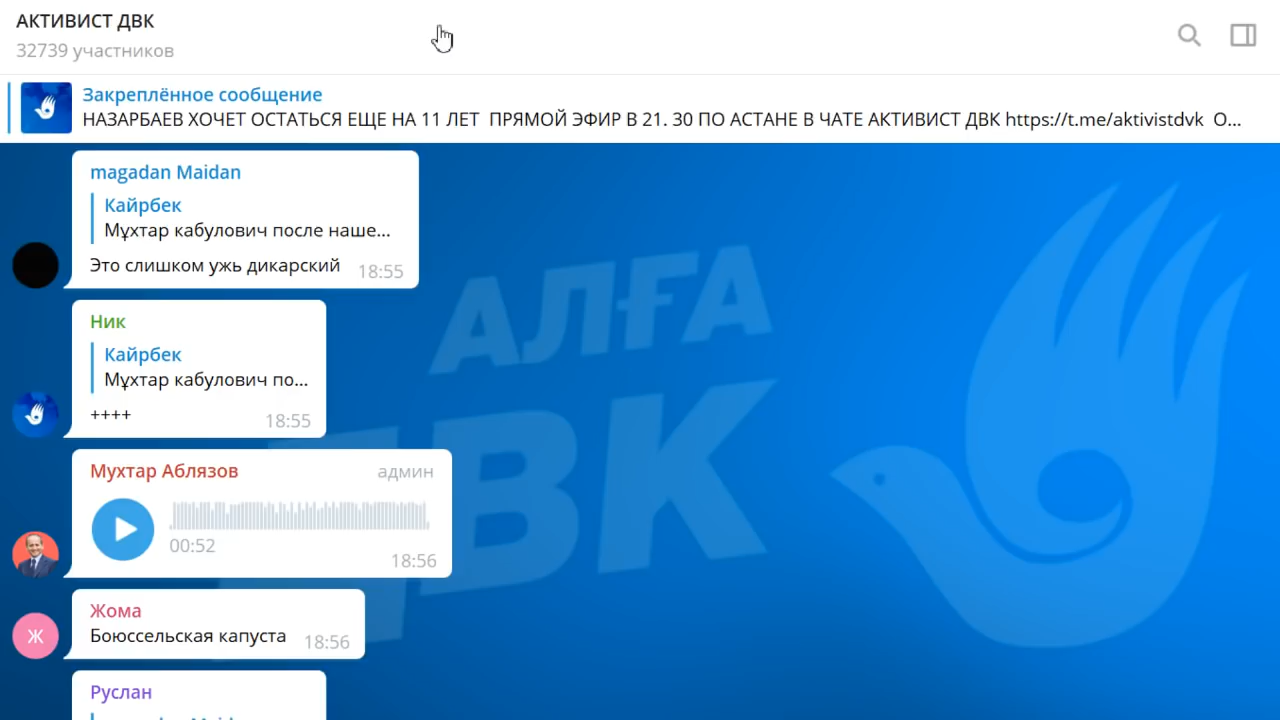 АКТИВИСТ ДВК
32739 участников
Закреплённое сообщение
НАЗАРБАЕВ ХОЧЕТ ОСТАТЬСЯ ЕЩЕ НА 11 ЛЕТ ПРЯМОЙ ЭФИР В 21. 30 ПО АСТАНЕ В ЧАТЕ АКТИВИСТ ДВК https://t.me/aktivistdvk О...
magadan Maidan
Кайрбек
Мұхтар кабулович после наше...
Это слишком ужь дикарский 18:55
Ник
Кайрбек
Мұхтар кабулович по...
++++ 18:55
Мухтар Аблязов админ
00:52
18:56
Ж
Жома
Боюссельская капуста 18:56
Руслан
АЛҒА
ДВК